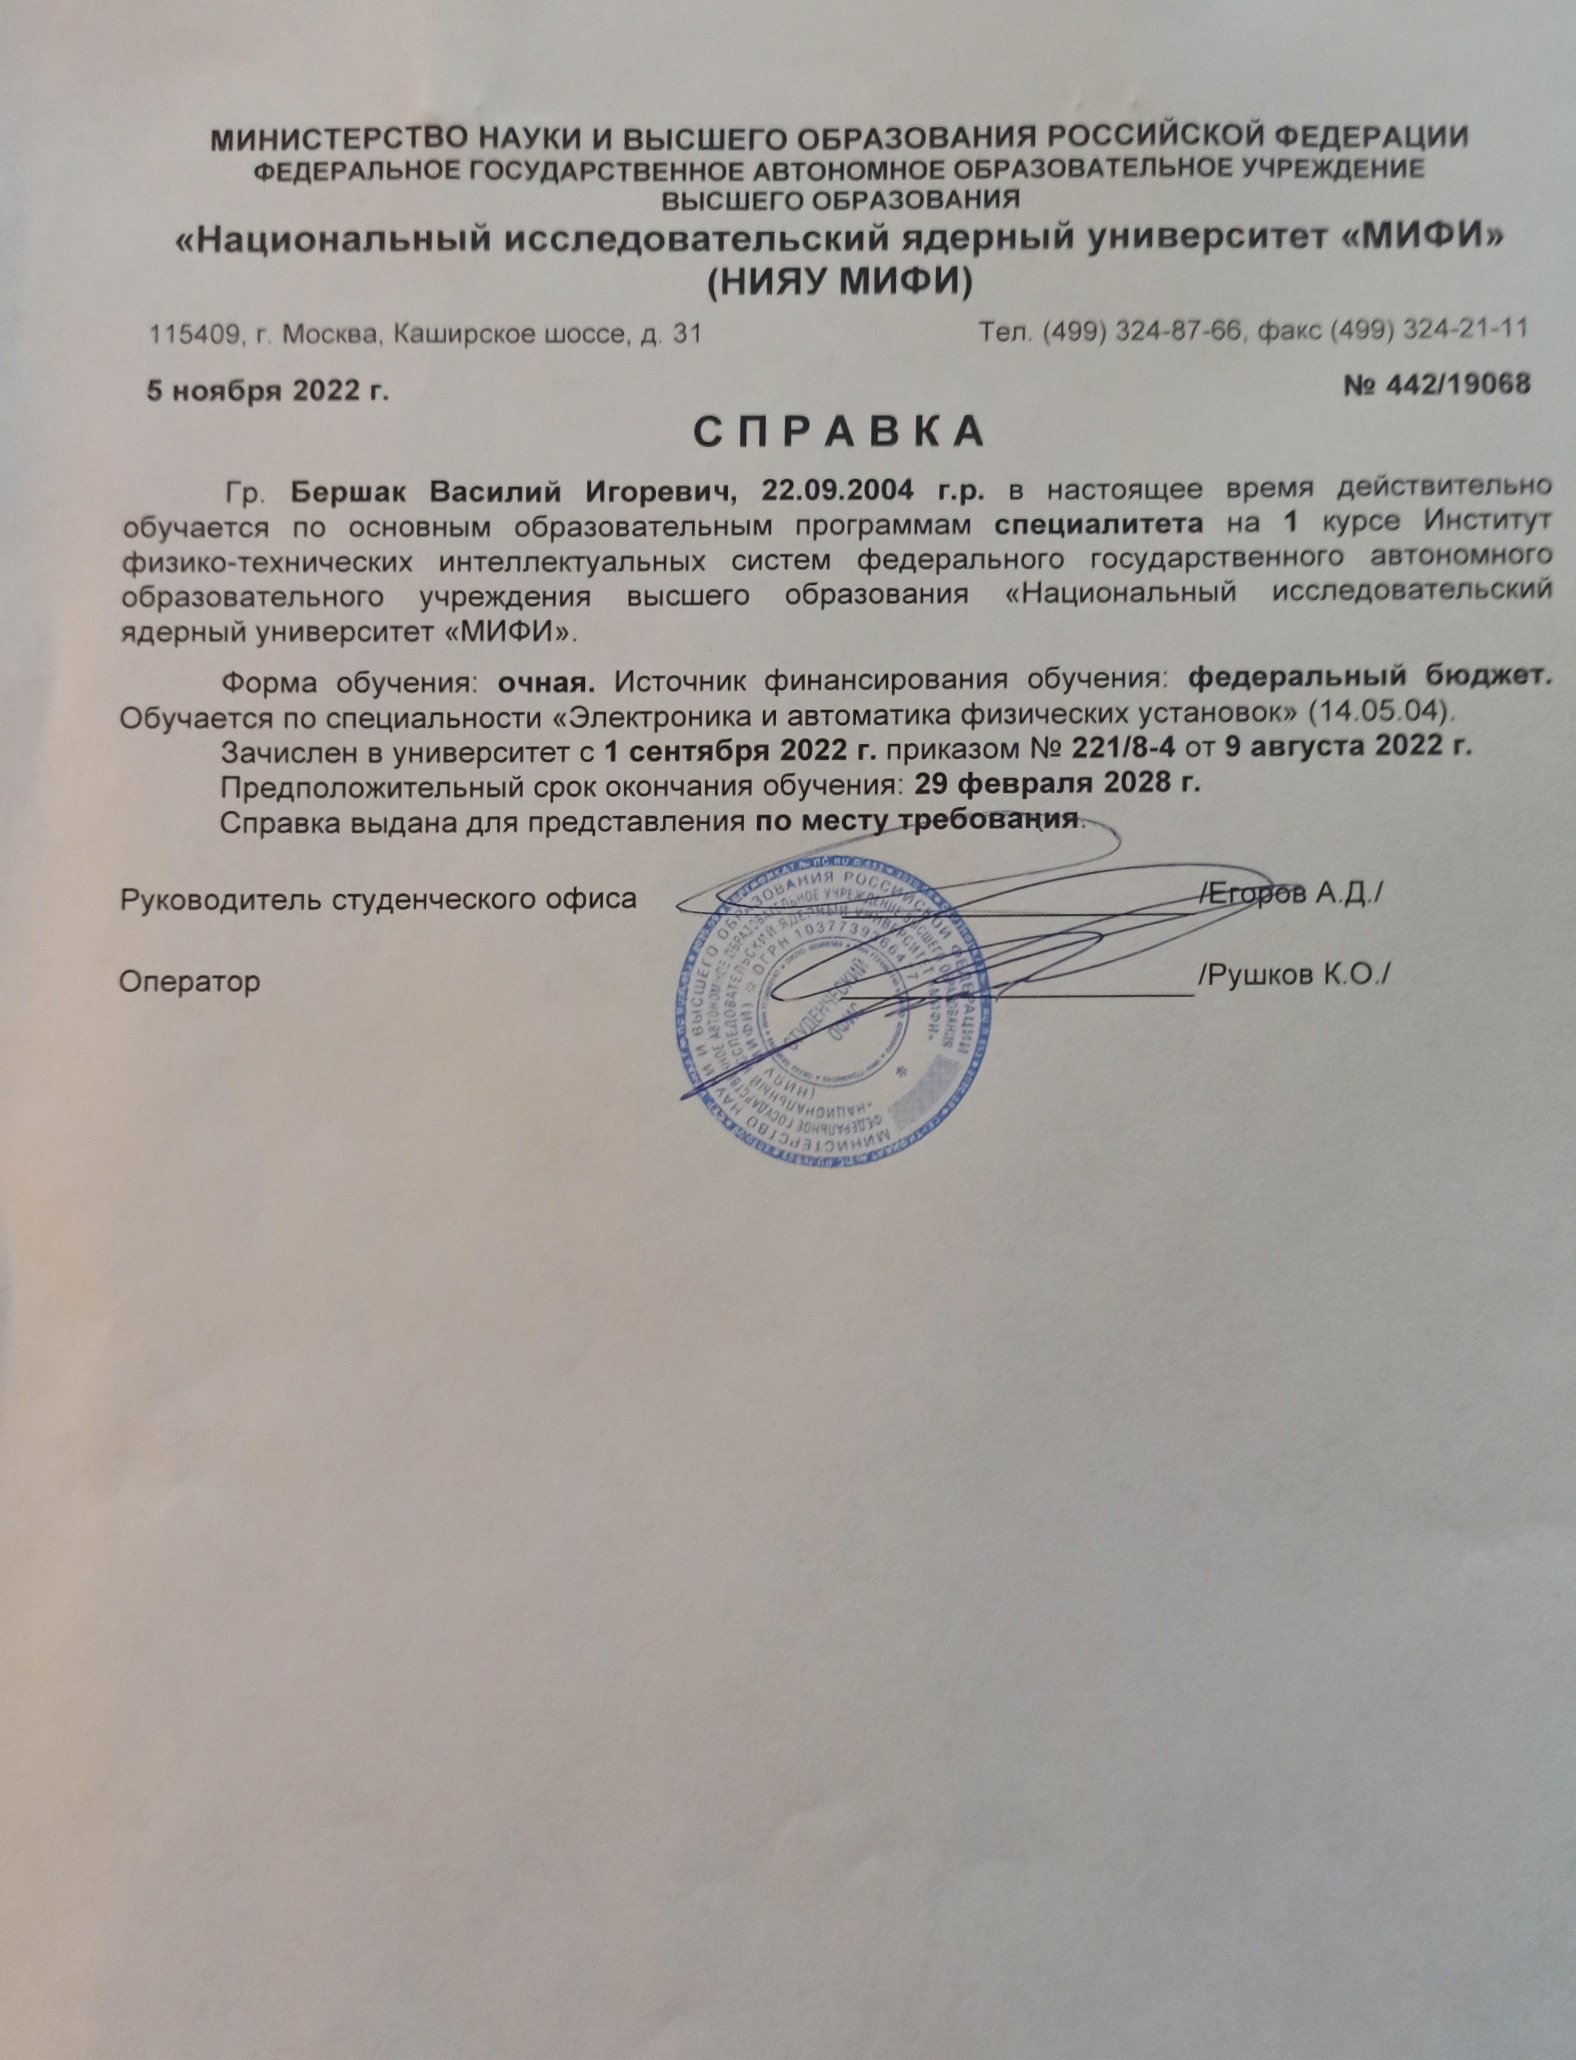 МИНИСТЕРСТВО НАУКИ И ВЫСШЕГО ОБРАЗОВАНИЯ РОССИЙСКОЙ ФЕДЕРАЦИИ
ФЕДЕРАЛЬНОЕ ГОСУДАРСТВЕННОЕ АВТОНОМНОЕ ОБРАЗОВАТЕЛЬНОЕ УЧРЕЖДЕНИЕ
ВЫСШЕГО ОБРАЗОВАНИЯ
«Национальный исследовательский ядерный университет «МИФИ»
(НИЯУ МИФИ)
115409, г. Москва, Каширское шоссе, д. 31 Тел. (499) 324-87-66, факс (499) 324-21-11
5 ноября 2022 г. № 442/19068
СПРАВКА
Гр. Бершак Василий Игоревич, 22.09.2004 г.р. в настоящее время действительно
обучается по основным образовательным программам специалитета на 1 курсе Институт
физико-технических интеллектуальных систем федерального государственного автономного
образовательного учреждения высшего образования «Национальный исследовательский
ядерный университет «МИФИ».
Форма обучения: очная. Источник финансирования обучения: федеральный бюджет.
Обучается по специальности «Электроника и автоматика физических установок» (14.05.04).
Зачислен в университет с 1 сентября 2022 г. приказом № 221/8-4 от 9 августа 2022 г.
Предположительный срок окончания обучения: 29 февраля 2028 г.
Справка выдана для представления по месту требования.
Руководитель студенческого офиса /Егоров А.Д./
Оператор /Рушков К.О./
МИНИСТЕРСТВО НАУКИ И ВЫСШЕГО ОБРАЗОВАНИЯ РОССИЙСКОЙ ФЕДЕРАЦИИ
ФЕДЕРАЛЬНОЕ ГОСУДАРСТВЕННОЕ АВТОНОМНОЕ ОБРАЗОВАТЕЛЬНОЕ УЧРЕЖДЕНИЕ ВЫСШЕГО ОБРАЗОВАНИЯ
«НАЦИОНАЛЬНЫЙ ИССЛЕДОВАТЕЛЬСКИЙ ЯДЕРНЫЙ УНИВЕРСИТЕТ «МИФИ»
(НИЯУ МИФИ) ОГРН
СТУДЕНЧЕСКИЙ
ОФИС